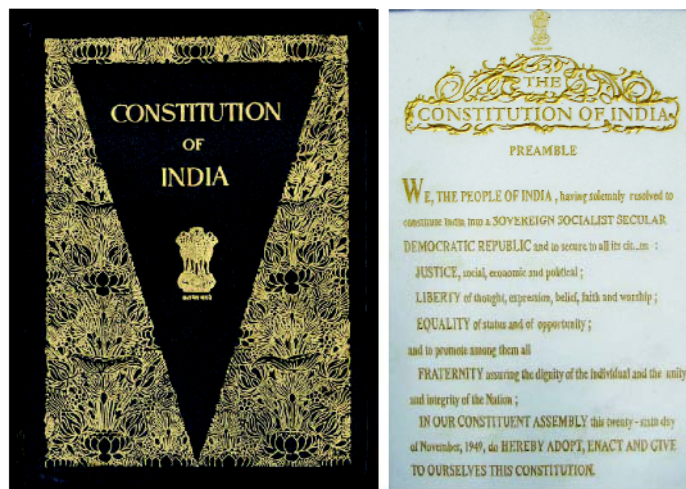 CONSTITUTION
OF
INDIA
THE
CONSTITUTION OF INDIA
PREAMBLE
WE, THE PEOPLE OF INDIA, having solemnly resolved to
constitute India into a SOVEREIGN SOCIALIST SECULAR
DEMOCRATIC REPUBLIC and to secure to all its :
JUSTICE, social, economic and political ;
LIBERTY of thought, expression, belief, faith and worship ;
EQUALITY of status and of opportunity ;
and to promote among them all
FRATERNITY assuring the dignity of the individual and the unity
and integrity of the Nation ;
IN OUR CONSTITUENT ASSEMBLY this twenty-sixth day
of November, 1949, do HEREBY ADOPT, ENACT AND GIVE
TO OURSELVES THIS CONSTITUTION.